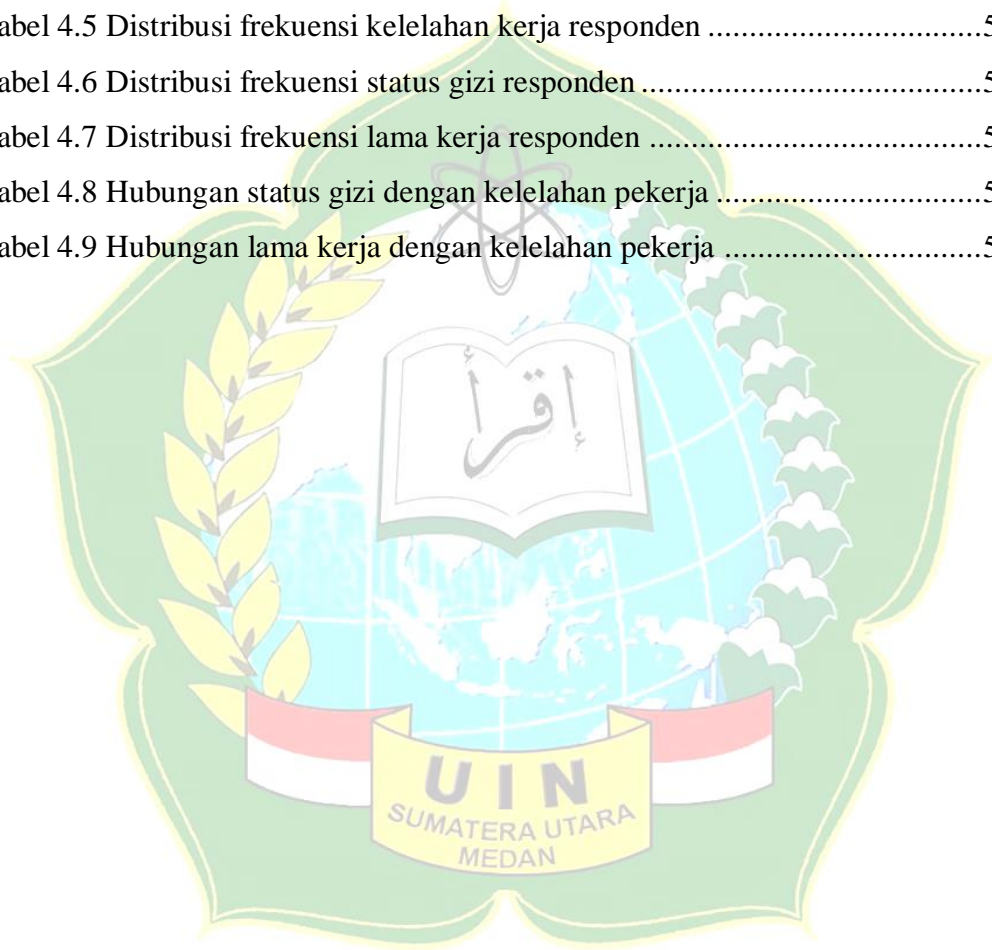 abel 4.5 Distribusi frekuensi kelelahan kerja responden ..................................5
abel 4.6 Distribusi frekuensi status gizi responden ...........................................5
abel 4.7 Distribusi frekuensi lama kerja responden ..........................................5
abel 4.8 Hubungan status gizi dengan kelelahan pekerja .................................5
abel 4.9 Hubungan lama kerja dengan kelelahan pekerja ................................5
إقرأ
UIN
SUMATERA UTARA
MEDAN